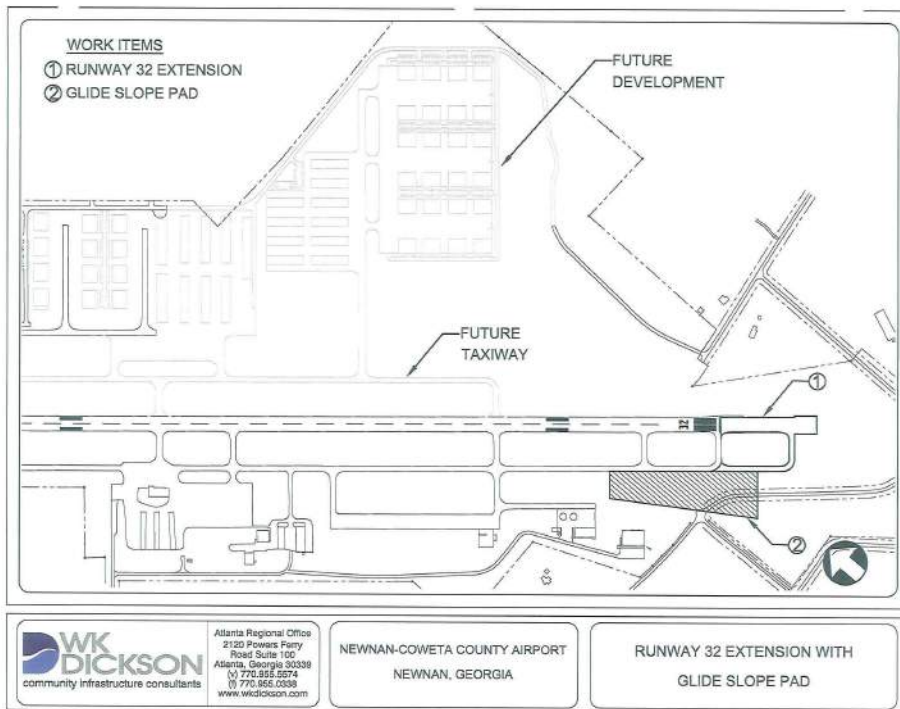 WORK ITEMS
① RUNWAY 32 EXTENSION
② GLIDE SLOPE PAD
FUTURE
DEVELOPMENT
FUTURE
TAXIWAY
①
32
②
WK
DICKSON
community infrastructure consultants
Atlanta Regional Office
2120 Powers Ferry
Road Suite 100
Atlanta, Georgia 30339
(v) 770.955.5574
(f) 770.955.0338
www.wkdickson.com
NEWNAN-COWETA COUNTY AIRPORT
NEWNAN, GEORGIA
RUNWAY 32 EXTENSION WITH
GLIDE SLOPE PAD